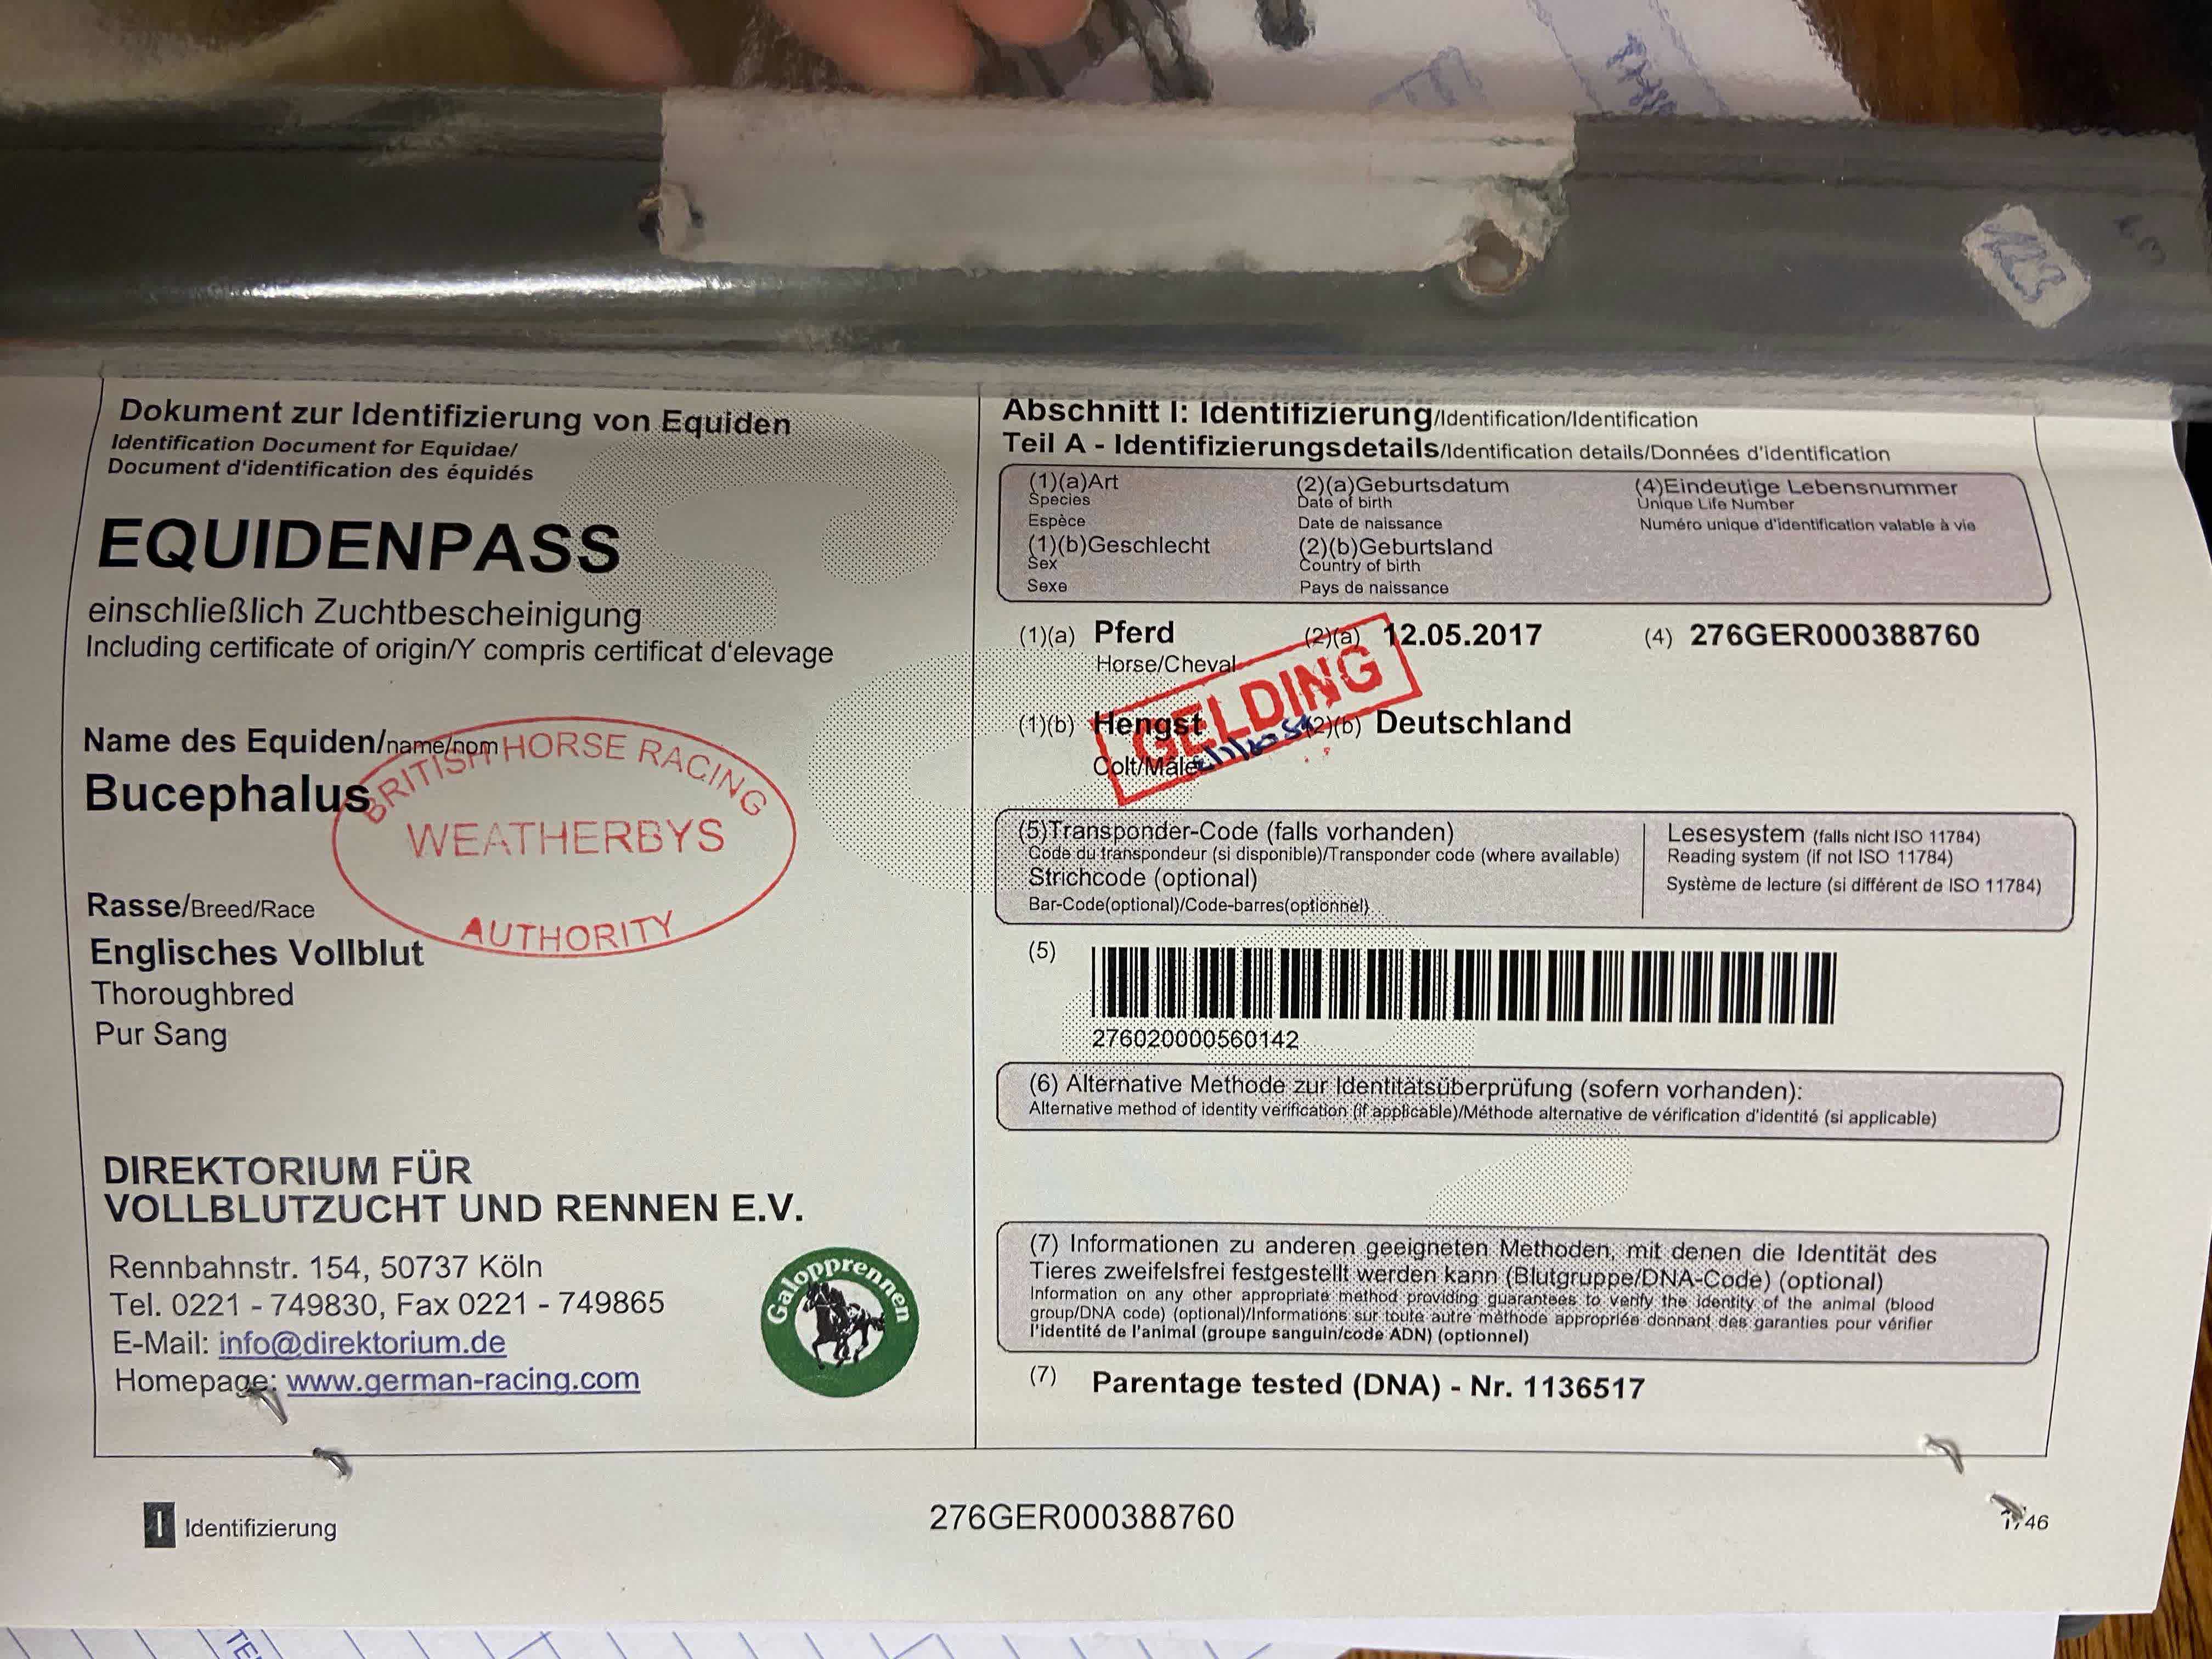 Dokument zur Identifizierung von Equiden
Identification Document for Equidae/
Document d'identification des équidés
EQUIDENPASS
einschließlich Zuchtbescheinigung
Including certificate of origin/Y compris certificat d'elevage
Name des Equiden/name/nom
Bucephalus
BRITISH HORSE RACING
WEATHERBYS
AUTHORITY
Rasse/Breed/Race
Englisches Vollblut
Thoroughbred
Pur Sang
DIREKTORIUM FÜR
VOLLBLUTZUCHT UND RENNEN E.V.
Rennbahnstr. 154, 50737 Köln
Tel. 0221 - 749830, Fax 0221 - 749865
E-Mail: info@direktorium.de
Homepage: www.german-racing.com
Galopprennen
Abschnitt I: Identifizierung/Identification/Identification
Teil A - Identifizierungsdetails/Identification details/Données d'identification
(1)(a)Art
Species
Espèce
(1)(b)Geschlecht
Sex
Sexe
(2)(a)Geburtsdatum
Date of birth
Date de naissance
(2)(b)Geburtsland
Country of birth
Pays de naissance
(4)Eindeutige Lebensnummer
Unique Life Number
Numéro unique d'identification valable à vie
(1)(a) Pferd
Horse/Cheval
(2)(a) 12.05.2017
(4) 276GER000388760
(1)(b) Hengst
Colt/Mâle
GELDING
(2)(b) Deutschland
(5)Transponder-Code (falls vorhanden)
Code du transpondeur (si disponible)/Transponder code (where available)
Strichcode (optional)
Bar-Code(optional)/Code-barres(optionnel)
Lesesystem (falls nicht ISO 11784)
Reading system (if not ISO 11784)
Système de lecture (si différent de ISO 11784)
(5)
276020000560142
(6) Alternative Methode zur Identitätsüberprüfung (sofern vorhanden):
Alternative method of identity verification (if applicable)/Méthode alternative de vérification d'identité (si applicable)
(7) Informationen zu anderen geeigneten Methoden, mit denen die Identität des
Tieres zweifelsfrei festgestellt werden kann (Blutgruppe/DNA-Code) (optional)
Information on any other appropriate method providing guarantees to verify the identity of the animal (blood
group/DNA code) (optional)/Informations sur toute autre méthode appropriée donnant des garanties pour vérifier
l'identité de l'animal (groupe sanguin/code ADN) (optionnel)
(7) Parentage tested (DNA) - Nr. 1136517
I Identifizierung
276GER000388760
1/46